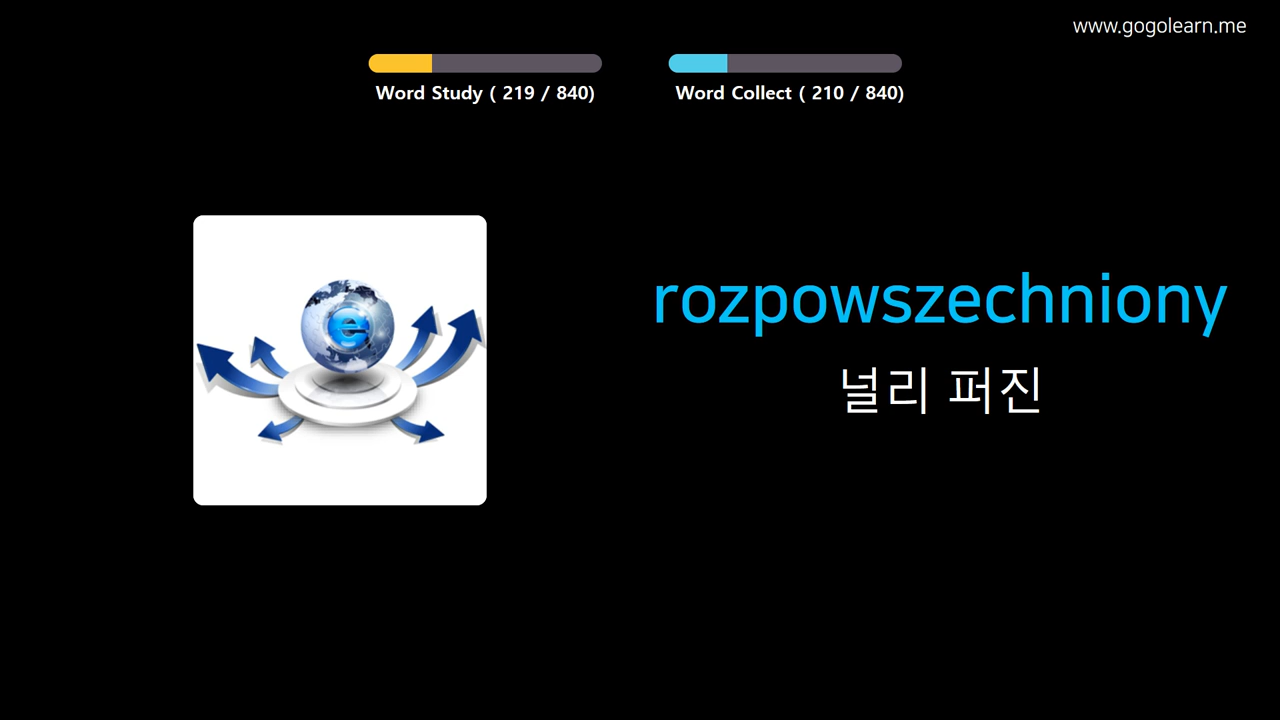 www.gogolearn.me
Word Study ( 219 / 840)
Word Collect ( 210 / 840)
e
rozpowszechniony
널리 퍼진